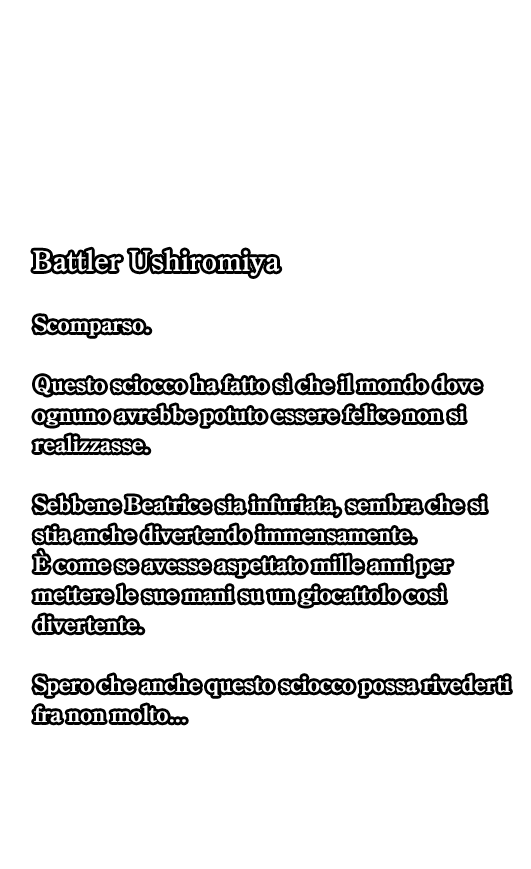 Battler Ushiromiya
Scomparso.
Questo sciocco ha fatto sì che il mondo dove
ognuno avrebbe potuto essere felice non si
realizzasse.
Sebbene Beatrice sia infuriata, sembra che si
stia anche divertendo immensamente.
È come se avesse aspettato mille anni per
mettere le sue mani su un giocattolo così
divertente.
Spero che anche questo sciocco possa rivederti
fra non molto...